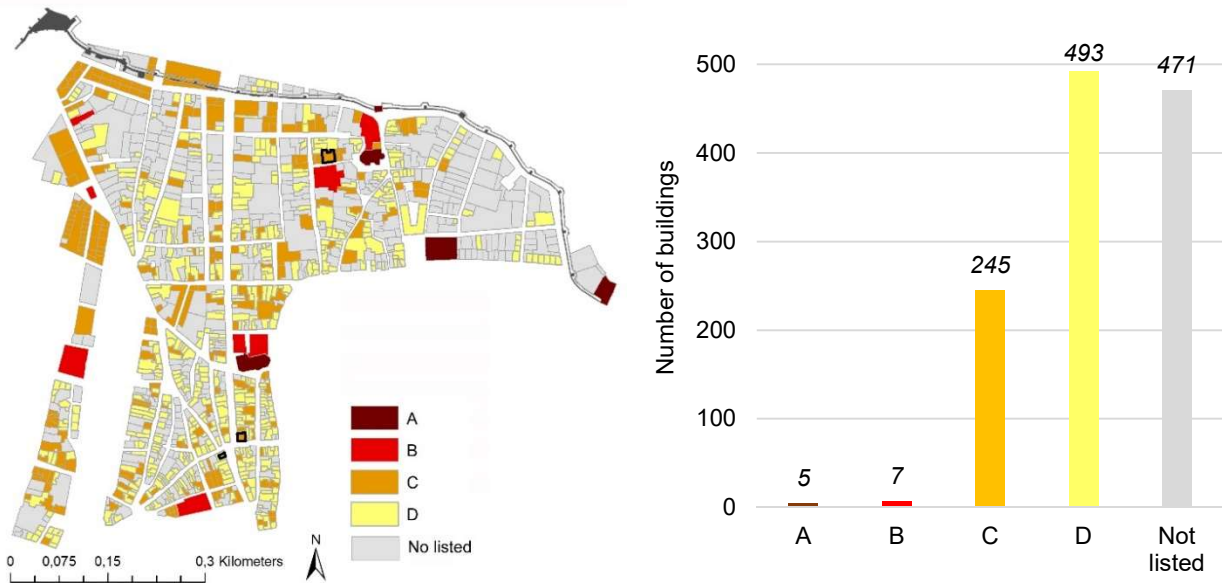 A
B
C
D
No listed
N
0 0,075 0,15 0,3 Kilometers
Number of buildings
500
400
300
200
100
0
5
7
245
493
471
A
B
C
D
Not
listed